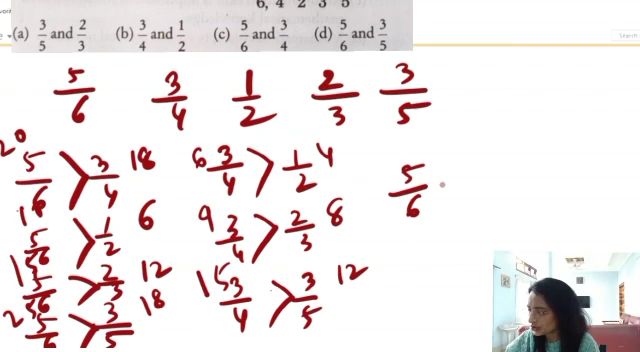 6, 4 2 3 5
(a) 3/5 and 2/3 (b) 3/4 and 1/2 (c) 5/6 and 3/4 (d) 5/6 and 3/5
5/6 3/4 1/2 2/3 3/5
20 5/6 > 3/4 18 6 3/4 > 1/2 4 5/6
5/6 > 1/2 6 9 3/4 > 2/3 8
5/6 > 2/3 12 15 3/4 > 3/5 12
5/6 > 3/5 18
Search